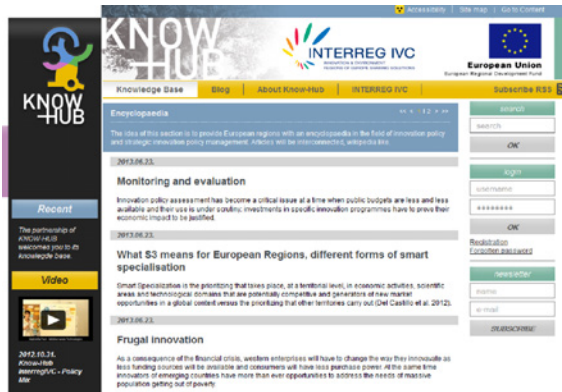 Accessibility | Site map | Go to Content
KNOW
HUB
INTERREG IVC
INNOVATION & ENVIRONMENT
REGIONS OF EUROPE SHARING SOLUTIONS
European Union
European Regional Development Fund
KNOW
HUB
Knowledge Base
Blog
About Know-Hub
INTERREG IVC
Subscribe RSS
Encyclopaedia
<< < 1 2 > >>
The idea of this section is to provide European regions with an encyclopaedia in the field of innovation policy
and strategic innovation policy management. Articles will be interconnected, wikipedia like.
2013.06.23.
Monitoring and evaluation
Innovation policy assessment has become a critical issue at a time when public budgets are less and less
available and their use is under scrutiny: investments in specific innovation programmes have to prove their
economic impact to be justified.
2013.06.23.
What S3 means for European Regions, different forms of smart
specialisation
Smart Specialization is the prioritizing that takes place, at a territorial level, in economic activities, scientific
areas and technological domains that are potentially competitive and generators of new market
opportunities in a global context versus the prioritizing that other territories carry out (Del Castillo et al. 2012).
2013.06.23.
Frugal innovation
As a consequence of the financial crisis, western enterprises will have to change the way they innovate as
less funding sources will be available and consumers will have less purchase power. At the same time
innovators of emerging countries have more than ever opportunities to address the needs of massive
population getting out of poverty.
Recent
The partnership of
KNOW-HUB
welcomes you to its
knowledge base.
Video
2012.10.31.
Know-Hub
InterregIVC - Policy
Mar
search
search
OK
login
username
********
OK
Registration
Forgotten password
newsletter
name
e-mail
SUBSCRIBE